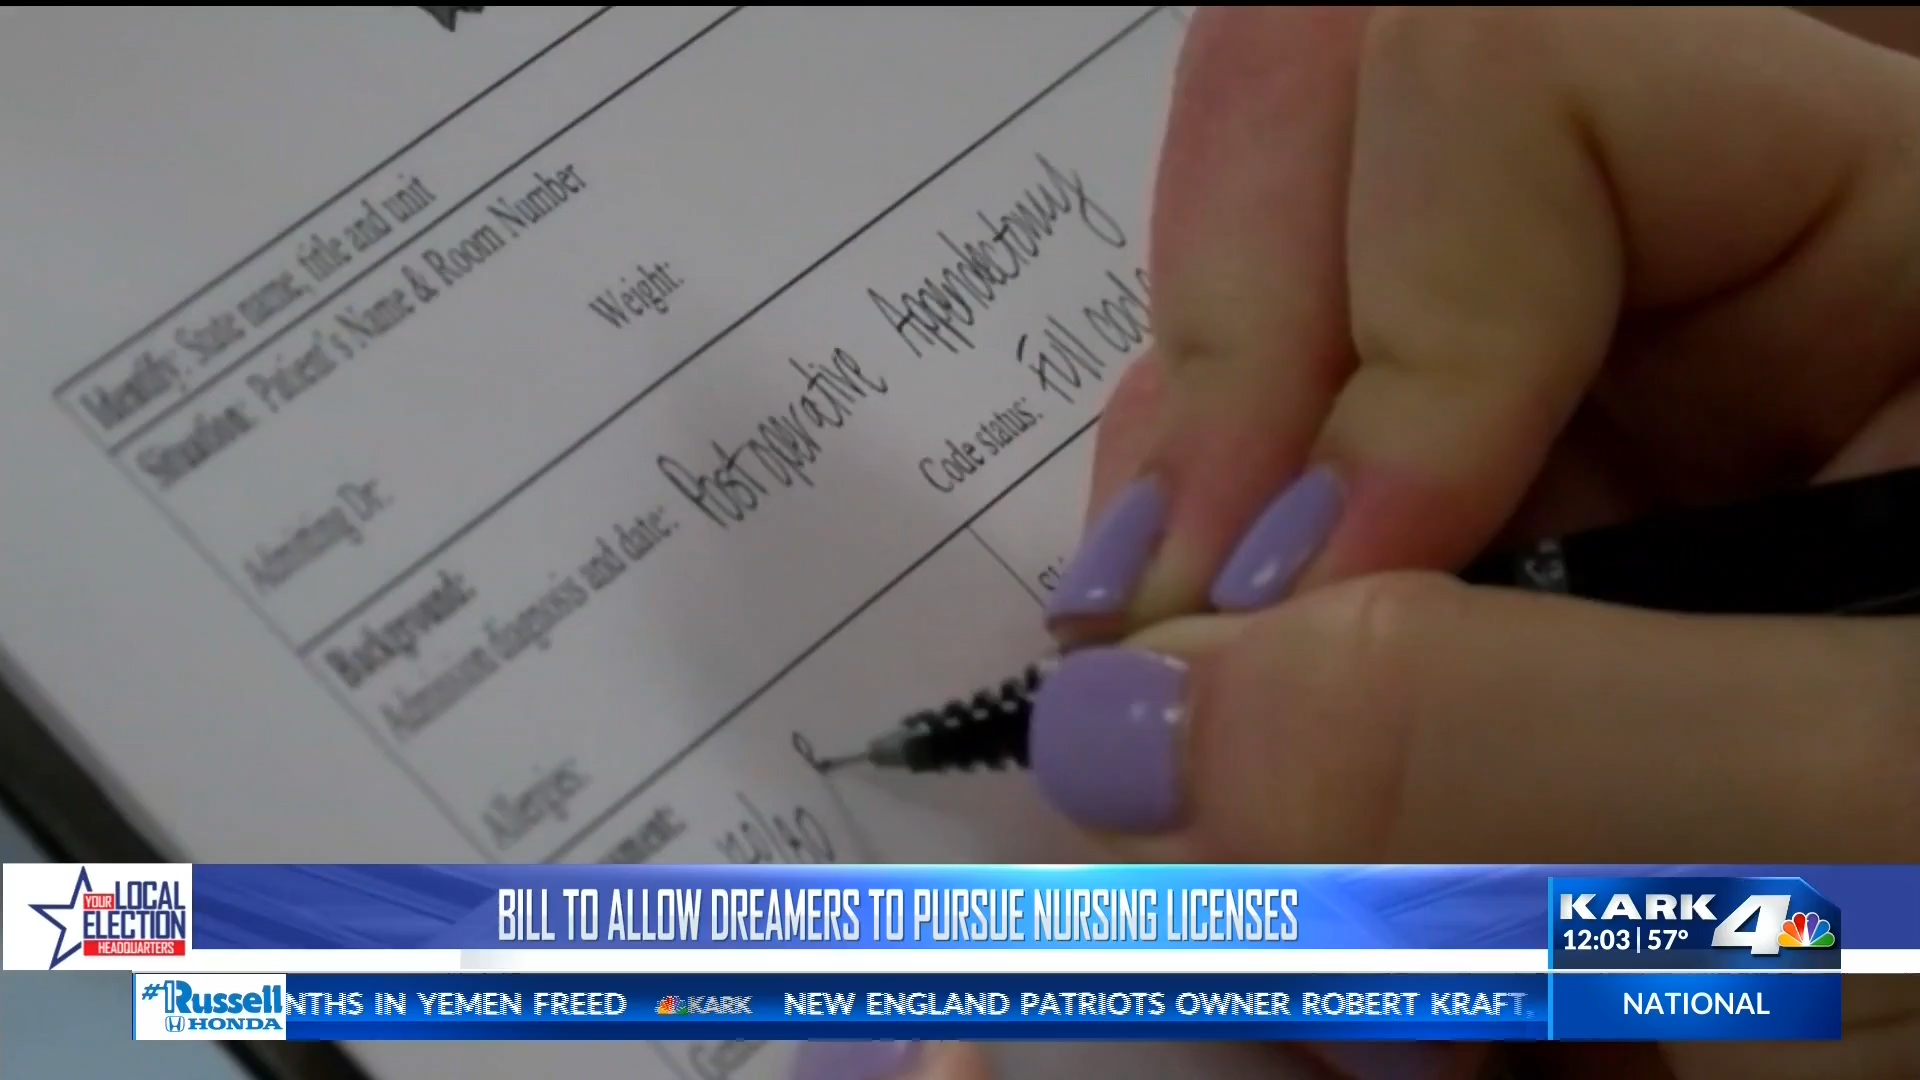 Identify: State name, title and unit
Situation: Patient's Name & Room Number
Weight:
Admitting Dr:
Background:
Admission diagnosis and date: Post operative Appendectomy
Code status: Full code
Allergies:
120/80
YOUR LOCAL
ELECTION
HEADQUARTERS
BILL TO ALLOW DREAMERS TO PURSUE NURSING LICENSES
KARK 4
12:03 | 57°
#1 Russell
HONDA
NTHS IN YEMEN FREED KARK NEW ENGLAND PATRIOTS OWNER ROBERT KRAFT,
NATIONAL